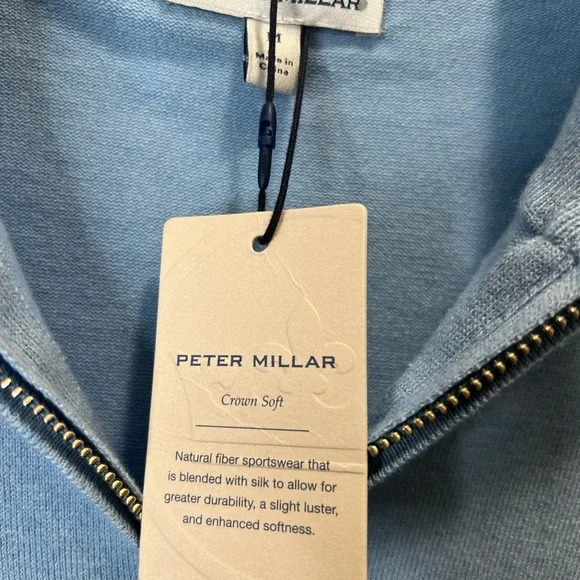 MILLAR
M
Made in
China
PETER MILLAR
Crown Soft
Natural fiber sportswear that
is blended with silk to allow for
greater durability, a slight luster,
and enhanced softness.